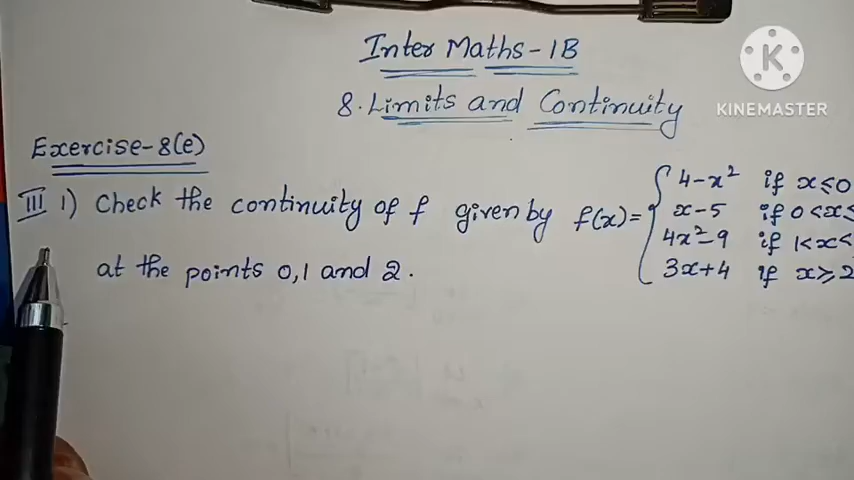 Inter Maths-1B
K
KINEMASTER
8. Limits and Continuity
Exercise-8(e)
III 1) Check the continuity of f given by f(x)= { 4-x² if x≤0
x-5 if 0<x≤
4x²-9 if 1<x<
3x+4 if x≥2
at the points 0,1 and 2.